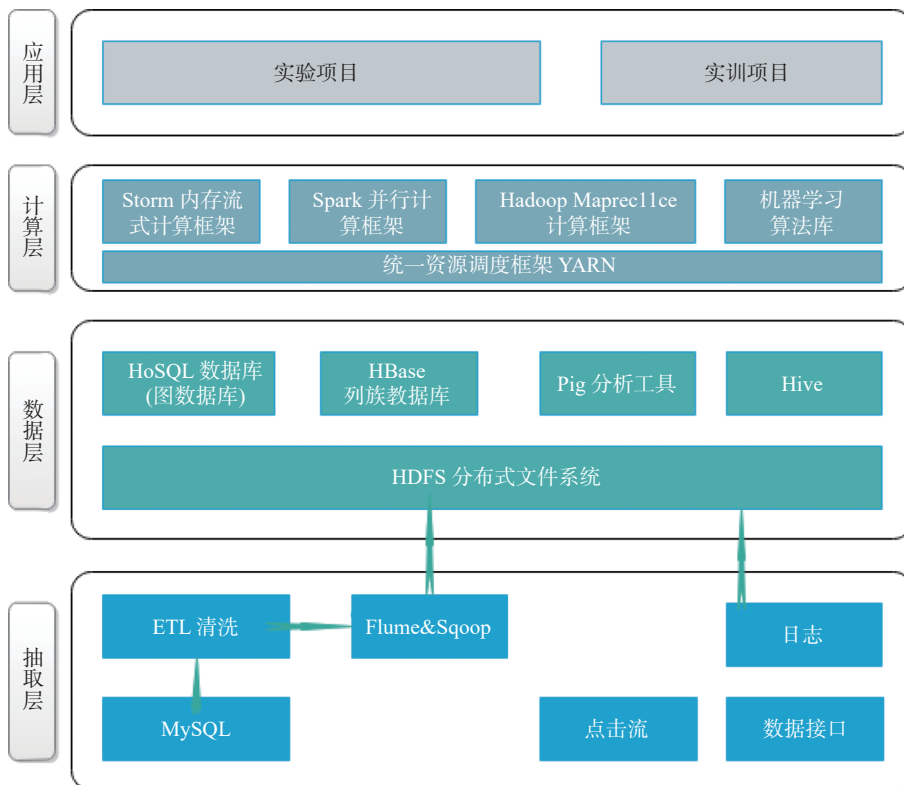 应用层
实验项目
实训项目
计算层
Storm 内存流
式计算框架
Spark 并行计
算框架
Hadoop Maprec11ce
计算框架
机器学习
算法库
统一资源调度框架 YARN
数据层
HoSQL 数据库
(图数据库)
HBase
列族教据库
Pig 分析工具
Hive
HDFS 分布式文件系统
抽取层
ETL 清洗
Flume&Sqoop
日志
MySQL
点击流
数据接口